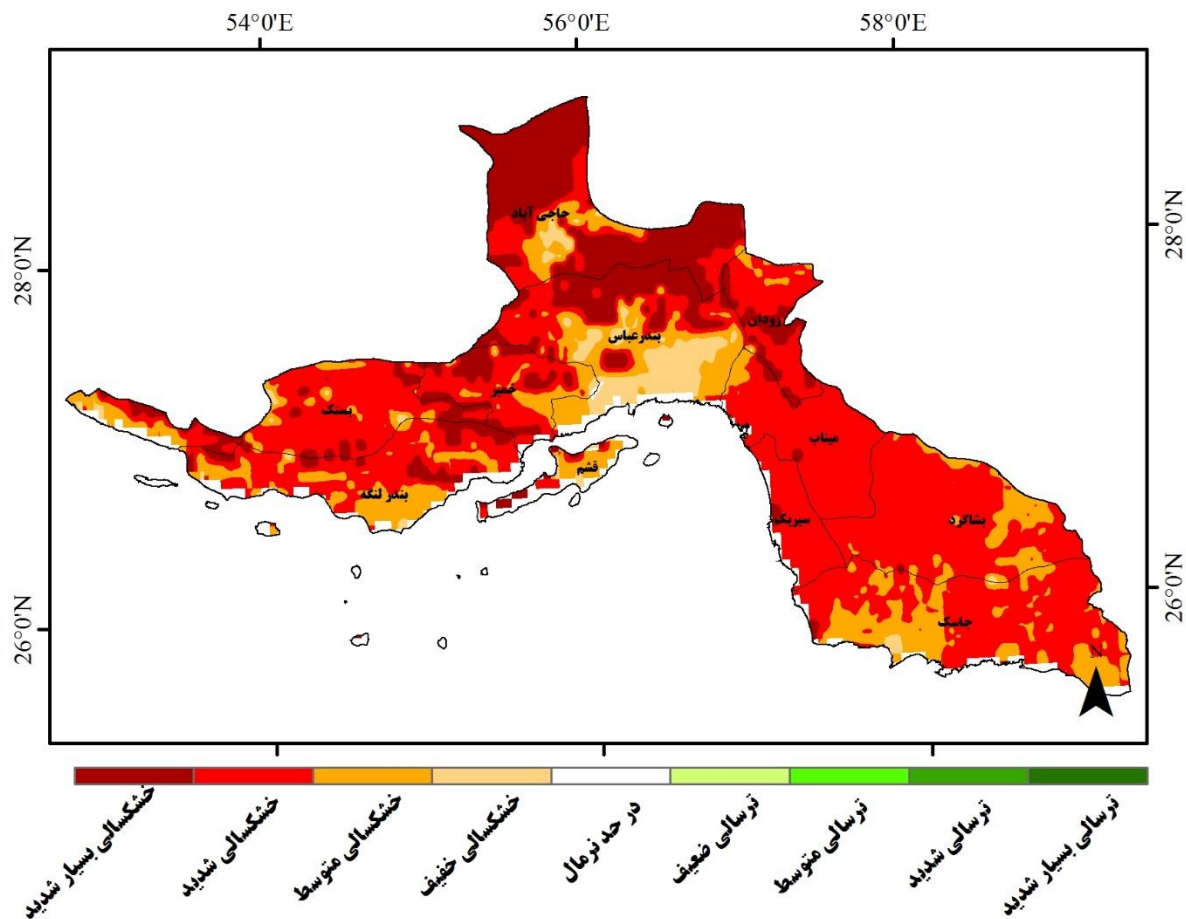 54°0'E 56°0'E 58°0'E
28°0'N
28°0'N
26°0'N
26°0'N
حاجی آباد
رودان
بندرعباس
خمیر
بستک
میناب
قشم
بندر لنگه
سیریک
بشاگرد
جاسک
N
خشکسالی بسیار شدید
خشکسالی شدید
خشکسالی متوسط
خشکسالی خفیف
در حد نرمال
ترسالی ضعیف
ترسالی متوسط
ترسالی شدید
ترسالی بسیار شدید